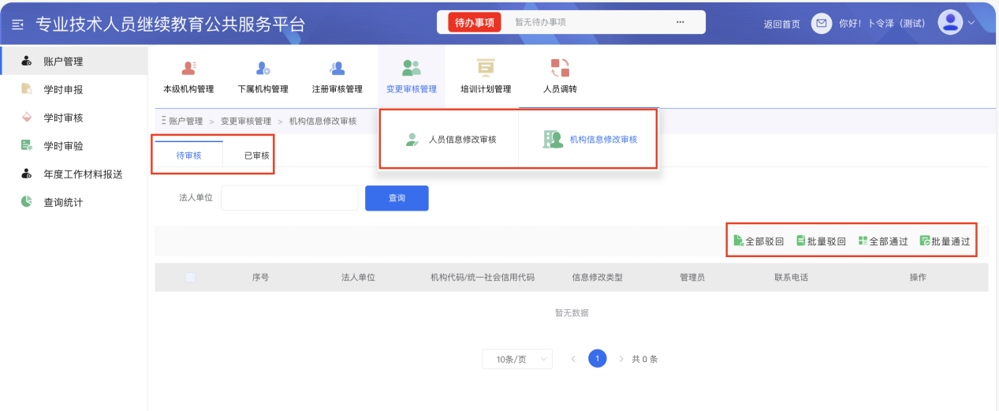 专业技术人员继续教育公共服务平台
待办事项 暂无待办事项 ...
返回首页 你好! 卜令泽（测试）
账户管理
学时申报
学时审核
学时审验
年度工作材料报送
查询统计
本级机构管理 下属机构管理 注册审核管理 变更审核管理 培训计划管理 人员调转
账户管理 > 变更审核管理 > 机构信息修改审核
人员信息修改审核 机构信息修改审核
待审核 已审核
法人单位 查询
全部驳回 批量驳回 全部通过 批量通过
序号 法人单位 机构代码/统一社会信用代码 信息修改类型 管理员 联系电话 操作
暂无数据
10条/页 < 1 > 共 0 条